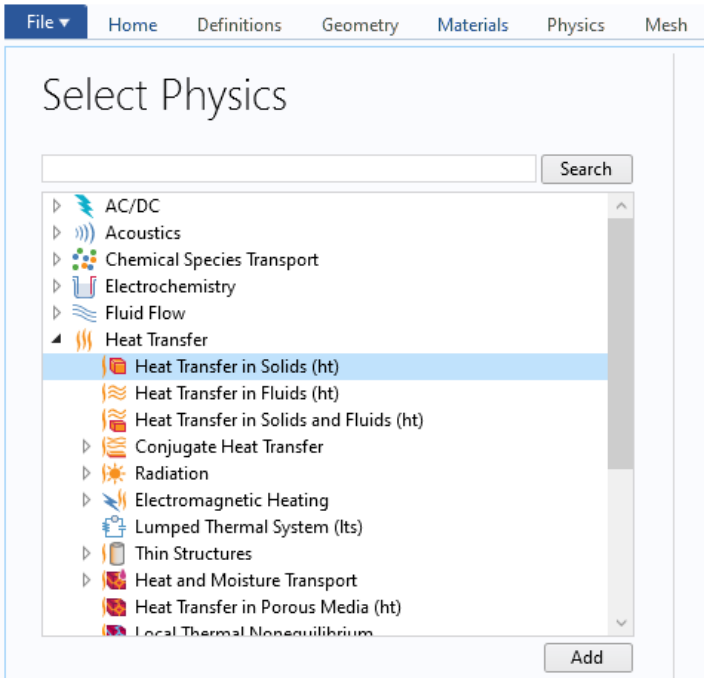 File Home Definitions Geometry Materials Physics Mesh
Select Physics
Search
AC/DC
Acoustics
Chemical Species Transport
Electrochemistry
Fluid Flow
Heat Transfer
Heat Transfer in Solids (ht)
Heat Transfer in Fluids (ht)
Heat Transfer in Solids and Fluids (ht)
Conjugate Heat Transfer
Radiation
Electromagnetic Heating
Lumped Thermal System (lts)
Thin Structures
Heat and Moisture Transport
Heat Transfer in Porous Media (ht)
Local Thermal Nonequilibrium
Add